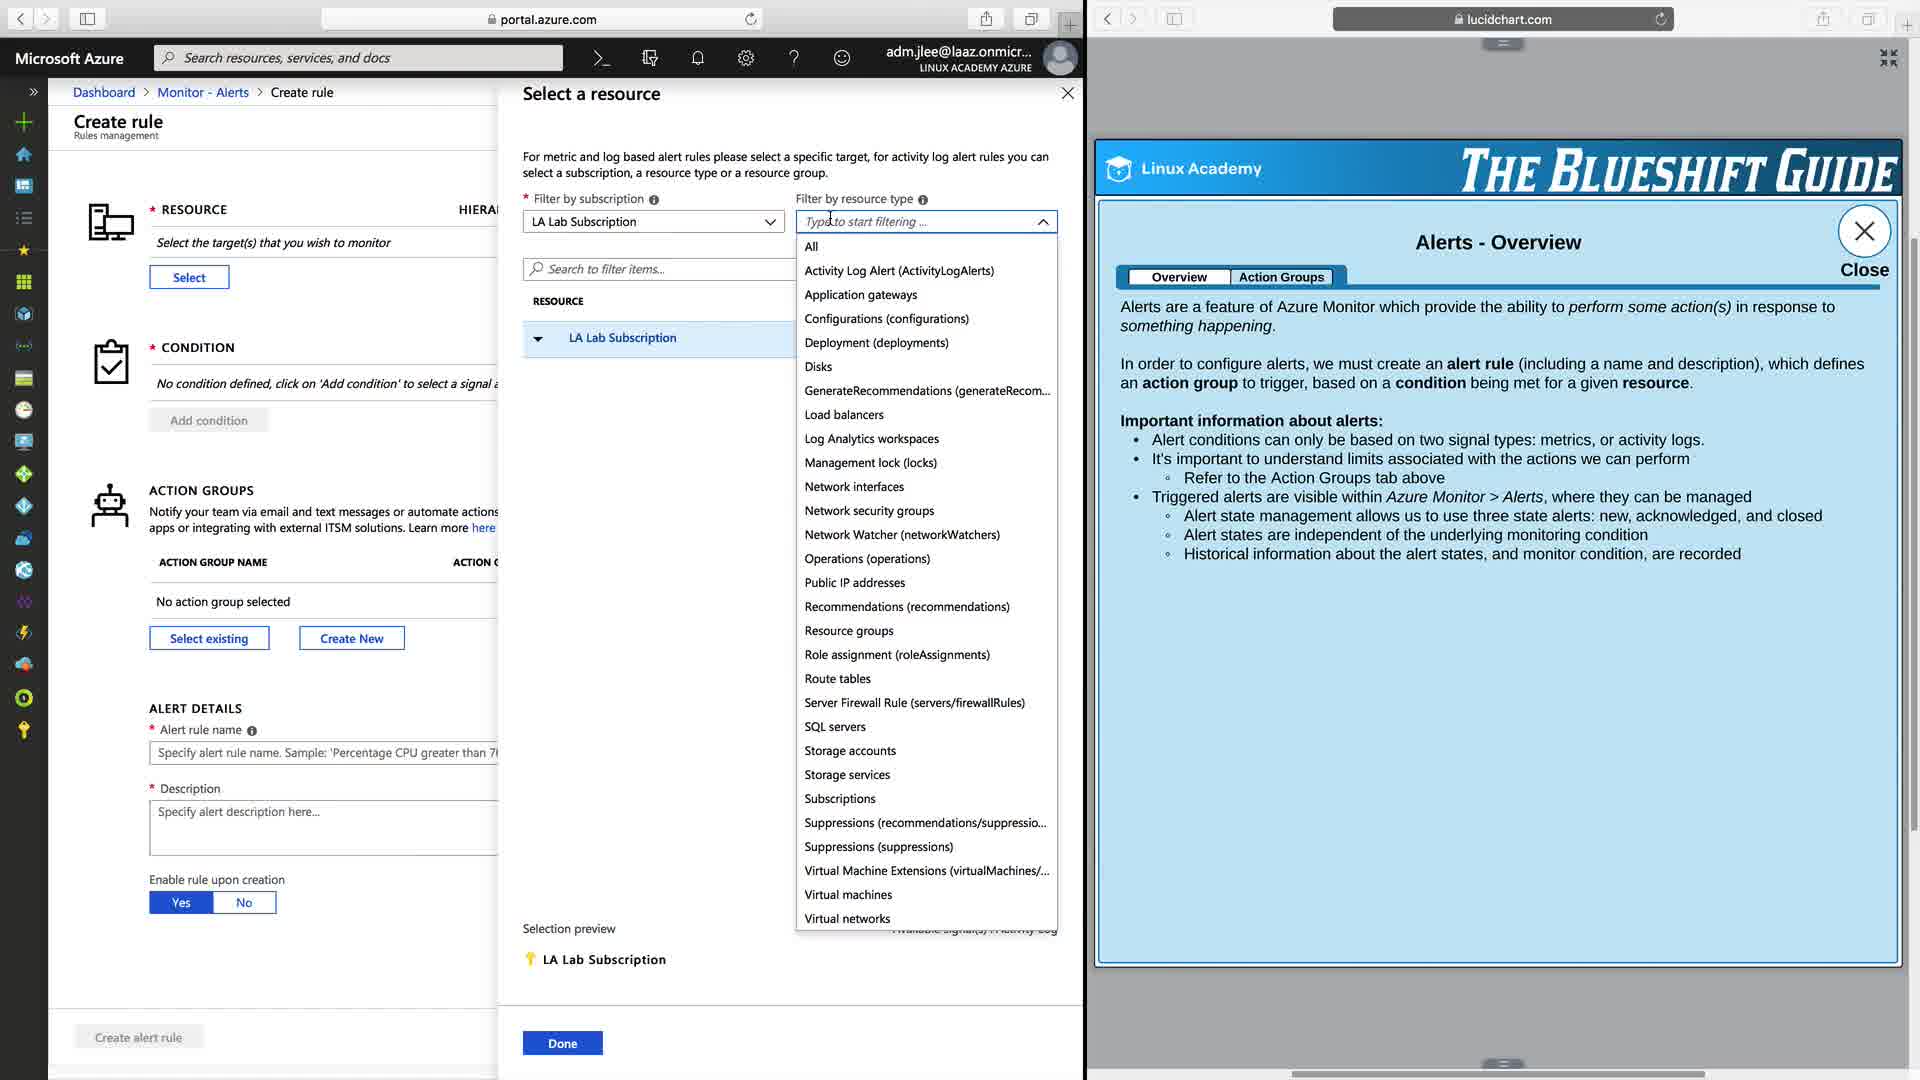 portal.azure.com
lucidchart.com
Microsoft Azure
Search resources, services, and docs
adm.jlee@laaz.onmicr...
LINUX ACADEMY AZURE
Dashboard > Monitor - Alerts > Create rule
Create rule
Rules management
* RESOURCE
HIERAR
Select the target(s) that you wish to monitor
Select
* CONDITION
No condition defined, click on 'Add condition' to select a signal a
Add condition
ACTION GROUPS
Notify your team via email and text messages or automate actions
apps or integrating with external ITSM solutions. Learn more here
ACTION GROUP NAME
ACTION G
No action group selected
Select existing
Create New
ALERT DETAILS
* Alert rule name
Specify alert rule name. Sample: 'Percentage CPU greater than 70
* Description
Specify alert description here...
Enable rule upon creation
Yes
No
Create alert rule
Select a resource
For metric and log based alert rules please select a specific target, for activity log alert rules you can
select a subscription, a resource type or a resource group.
* Filter by subscription
Filter by resource type
LA Lab Subscription
Type to start filtering ...
Search to filter items...
RESOURCE
LA Lab Subscription
All
Activity Log Alert (ActivityLogAlerts)
Application gateways
Configurations (configurations)
Deployment (deployments)
Disks
GenerateRecommendations (generateRecom...
Load balancers
Log Analytics workspaces
Management lock (locks)
Network interfaces
Network security groups
Network Watcher (networkWatchers)
Operations (operations)
Public IP addresses
Recommendations (recommendations)
Resource groups
Role assignment (roleAssignments)
Route tables
Server Firewall Rule (servers/firewallRules)
SQL servers
Storage accounts
Storage services
Subscriptions
Suppressions (recommendations/suppressio...
Suppressions (suppressions)
Virtual Machine Extensions (virtualMachines/...
Virtual machines
Virtual networks
Selection preview
Available signal(s) : Activity Log
LA Lab Subscription
Done
Linux Academy
THE BLUESHIFT GUIDE
Alerts - Overview
Close
Overview
Action Groups
Alerts are a feature of Azure Monitor which provide the ability to perform some action(s) in response to
something happening.
In order to configure alerts, we must create an alert rule (including a name and description), which defines
an action group to trigger, based on a condition being met for a given resource.
Important information about alerts:
• Alert conditions can only be based on two signal types: metrics, or activity logs.
• It's important to understand limits associated with the actions we can perform
◦ Refer to the Action Groups tab above
• Triggered alerts are visible within Azure Monitor > Alerts, where they can be managed
◦ Alert state management allows us to use three state alerts: new, acknowledged, and closed
◦ Alert states are independent of the underlying monitoring condition
◦ Historical information about the alert states, and monitor condition, are recorded